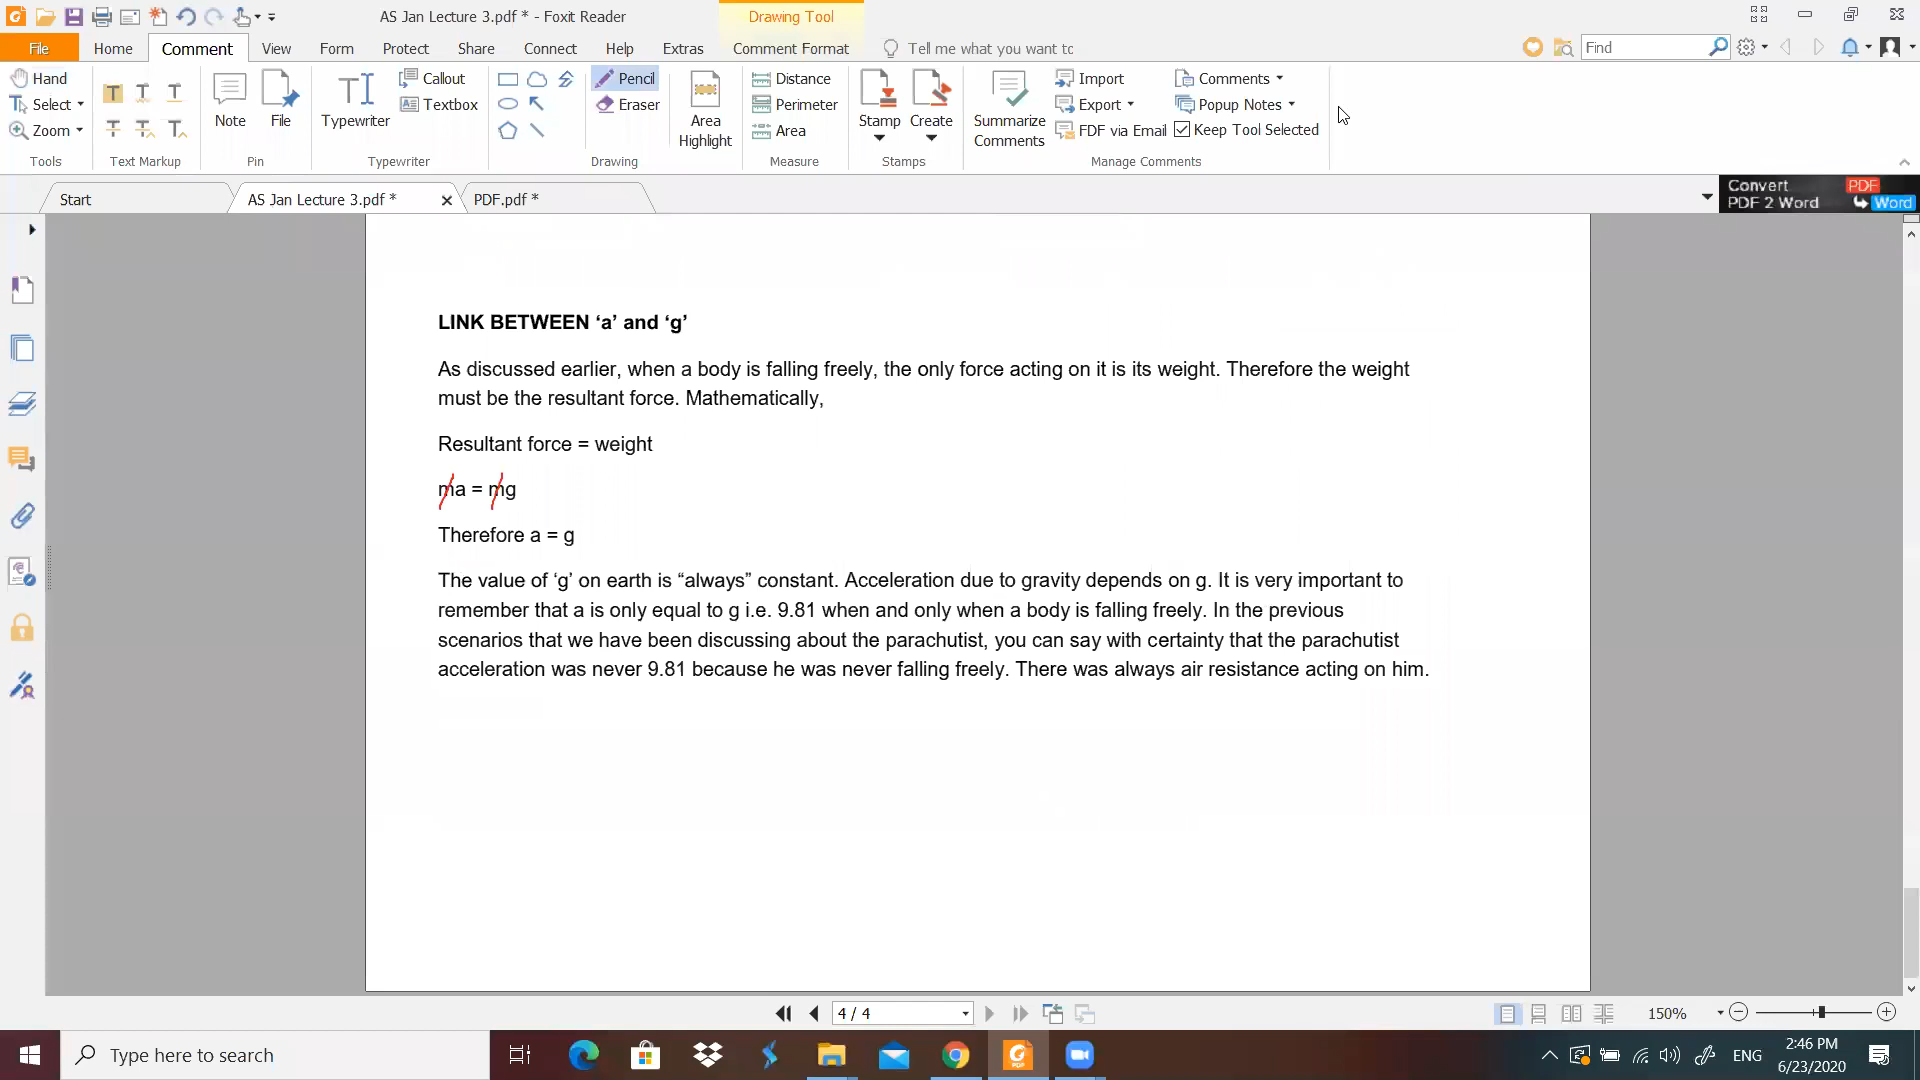 AS Jan Lecture 3.pdf * - Foxit Reader
Drawing Tool
File Home Comment View Form Protect Share Connect Help Extras Comment Format Tell me what you want to Find
Hand
Select
Zoom
Tools
Text Markup
Note File
Pin
Typewriter
Callout
Textbox
Typewriter
Pencil
Eraser
Drawing
Area
Highlight
Distance
Perimeter
Area
Measure
Stamp Create
Stamps
Summarize
Comments
Import
Export
FDF via Email
Comments
Popup Notes
Keep Tool Selected
Manage Comments
Start AS Jan Lecture 3.pdf * PDF.pdf *
Convert PDF
PDF 2 Word Word
LINK BETWEEN ‘a’ and ‘g’
As discussed earlier, when a body is falling freely, the only force acting on it is its weight. Therefore the weight
must be the resultant force. Mathematically,
Resultant force = weight
ma = mg
Therefore a = g
The value of ‘g’ on earth is “always” constant. Acceleration due to gravity depends on g. It is very important to
remember that a is only equal to g i.e. 9.81 when and only when a body is falling freely. In the previous
scenarios that we have been discussing about the parachutist, you can say with certainty that the parachutist
acceleration was never 9.81 because he was never falling freely. There was always air resistance acting on him.
4 / 4
150%
Type here to search
PDF
ENG
2:46 PM
6/23/2020